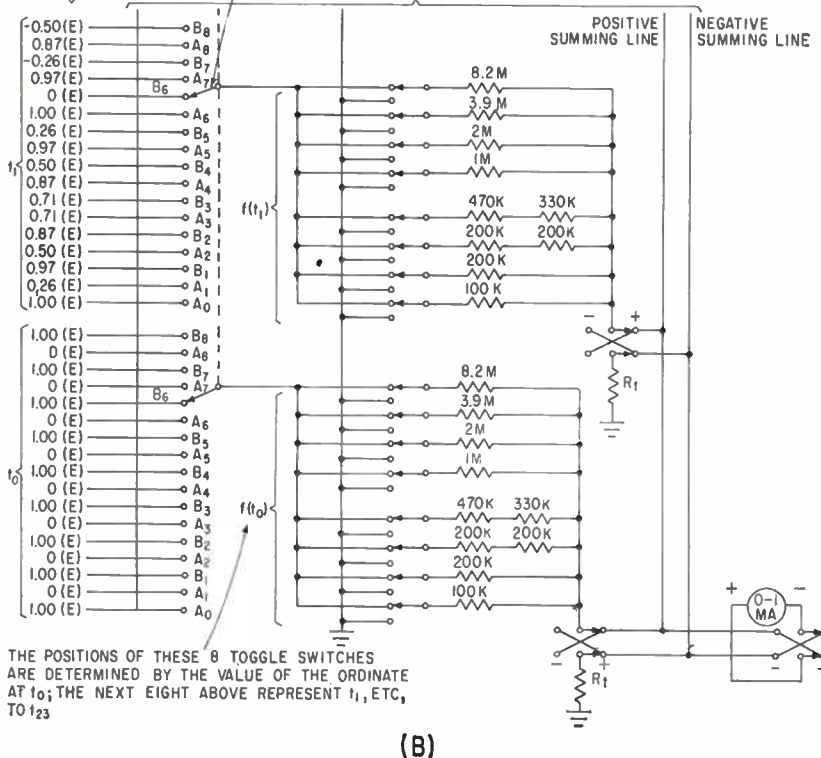 POSITIVE SUMMING LINE
NEGATIVE SUMMING LINE
-0.50(E) B8
0.87(E) A8
-0.26(E) B7
0.97(E) A7
0 (E) B6
1.00 (E) A6
0.26 (E) B5
0.97(E) A5
0.50 (E) B4
0.87 (E) A4
0.71 (E) B3
0.71 (E) A3
0.87 (E) B2
0.50 (E) A2
0.97 (E) B1
0.26(E) A1
1.00(E) A0
t1
f(t1)
8.2M
3.9M
2M
1M
470K 330K
200K 200K
200K
100K
- +
Rt
1.00 (E) B8
0 (E) A8
1.00 (E) B7
0 (E) A7
1.00 (E) B6
0 (E) A6
1.00 (E) B5
0 (E) A5
1.00 (E) B4
0 (E) A4
1.00 (E) B3
0 (E) A3
1.00 (E) B2
0 (E) A2
1.00 (E) B1
0 (E) A1
1.00 (E) A0
t0
f(t0)
8.2M
3.9M
2M
1M
470K 330K
200K 200K
200K
100K
- +
Rt
+ -
0-1
MA
-
THE POSITIONS OF THESE 8 TOGGLE SWITCHES
ARE DETERMINED BY THE VALUE OF THE ORDINATE
AT t0; THE NEXT EIGHT ABOVE REPRESENT t1, ETC,
TO t23
(B)